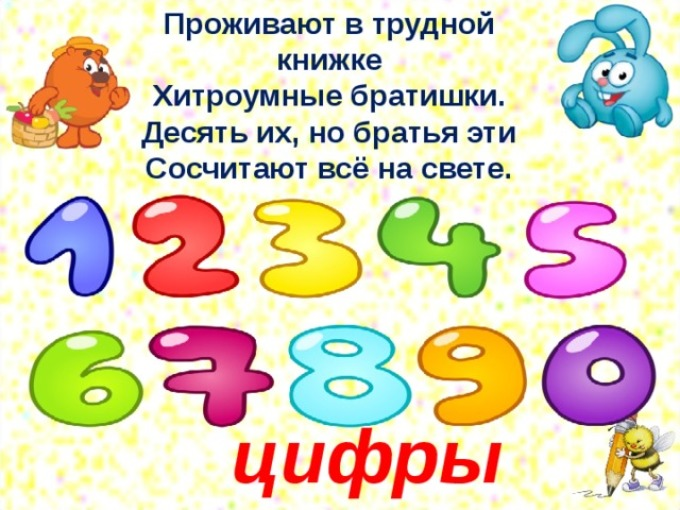 Проживают в трудной
книжке
Хитроумные братишки.
Десять их, но братья эти
Сосчитают всё на свете.
1 2 3 4 5
6 7 8 9 0
цифры